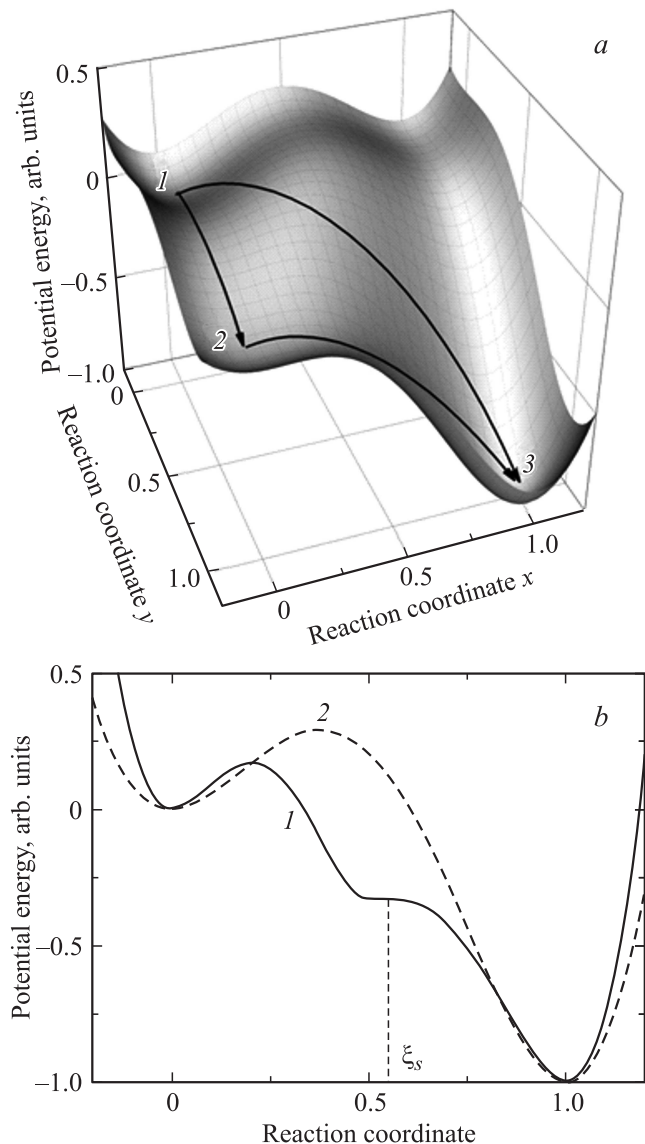 a
0.5
0
–0.5
–1.0
Potential energy, arb. units
1
2
3
0
0.5
1.0
Reaction coordinate y
0
0.5
1.0
Reaction coordinate x
b
0.5
0
–0.5
–1.0
Potential energy, arb. units
2
1
ξs
0
0.5
1.0
Reaction coordinate